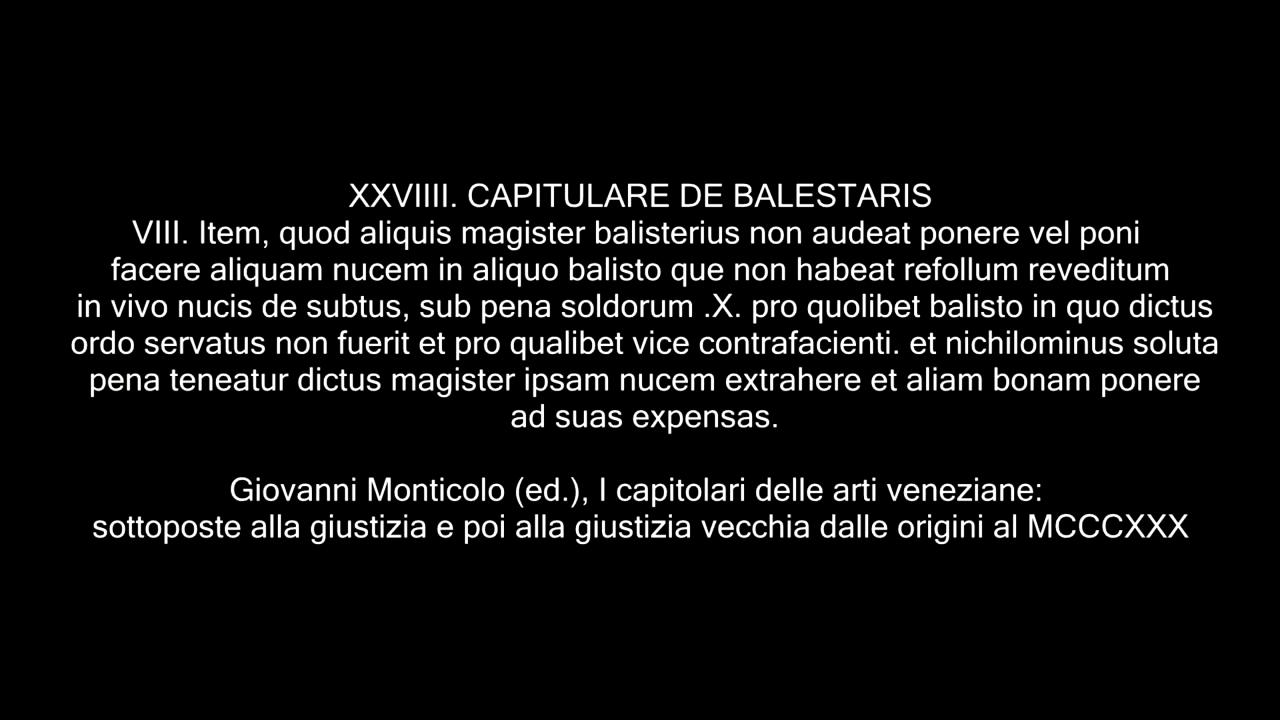 XXVIIII. CAPITULARE DE BALESTARIS
VIII. Item, quod aliquis magister balisterius non audeat ponere vel poni
facere aliquam nucem in aliquo balisto que non habeat refollum reveditum
in vivo nucis de subtus, sub pena soldorum .X. pro quolibet balisto in quo dictus
ordo servatus non fuerit et pro qualibet vice contrafacienti. et nichilominus soluta
pena teneatur dictus magister ipsam nucem extrahere et aliam bonam ponere
ad suas expensas.
Giovanni Monticolo (ed.), I capitolari delle arti veneziane:
sottoposte alla giustizia e poi alla giustizia vecchia dalle origini al MCCCXXX